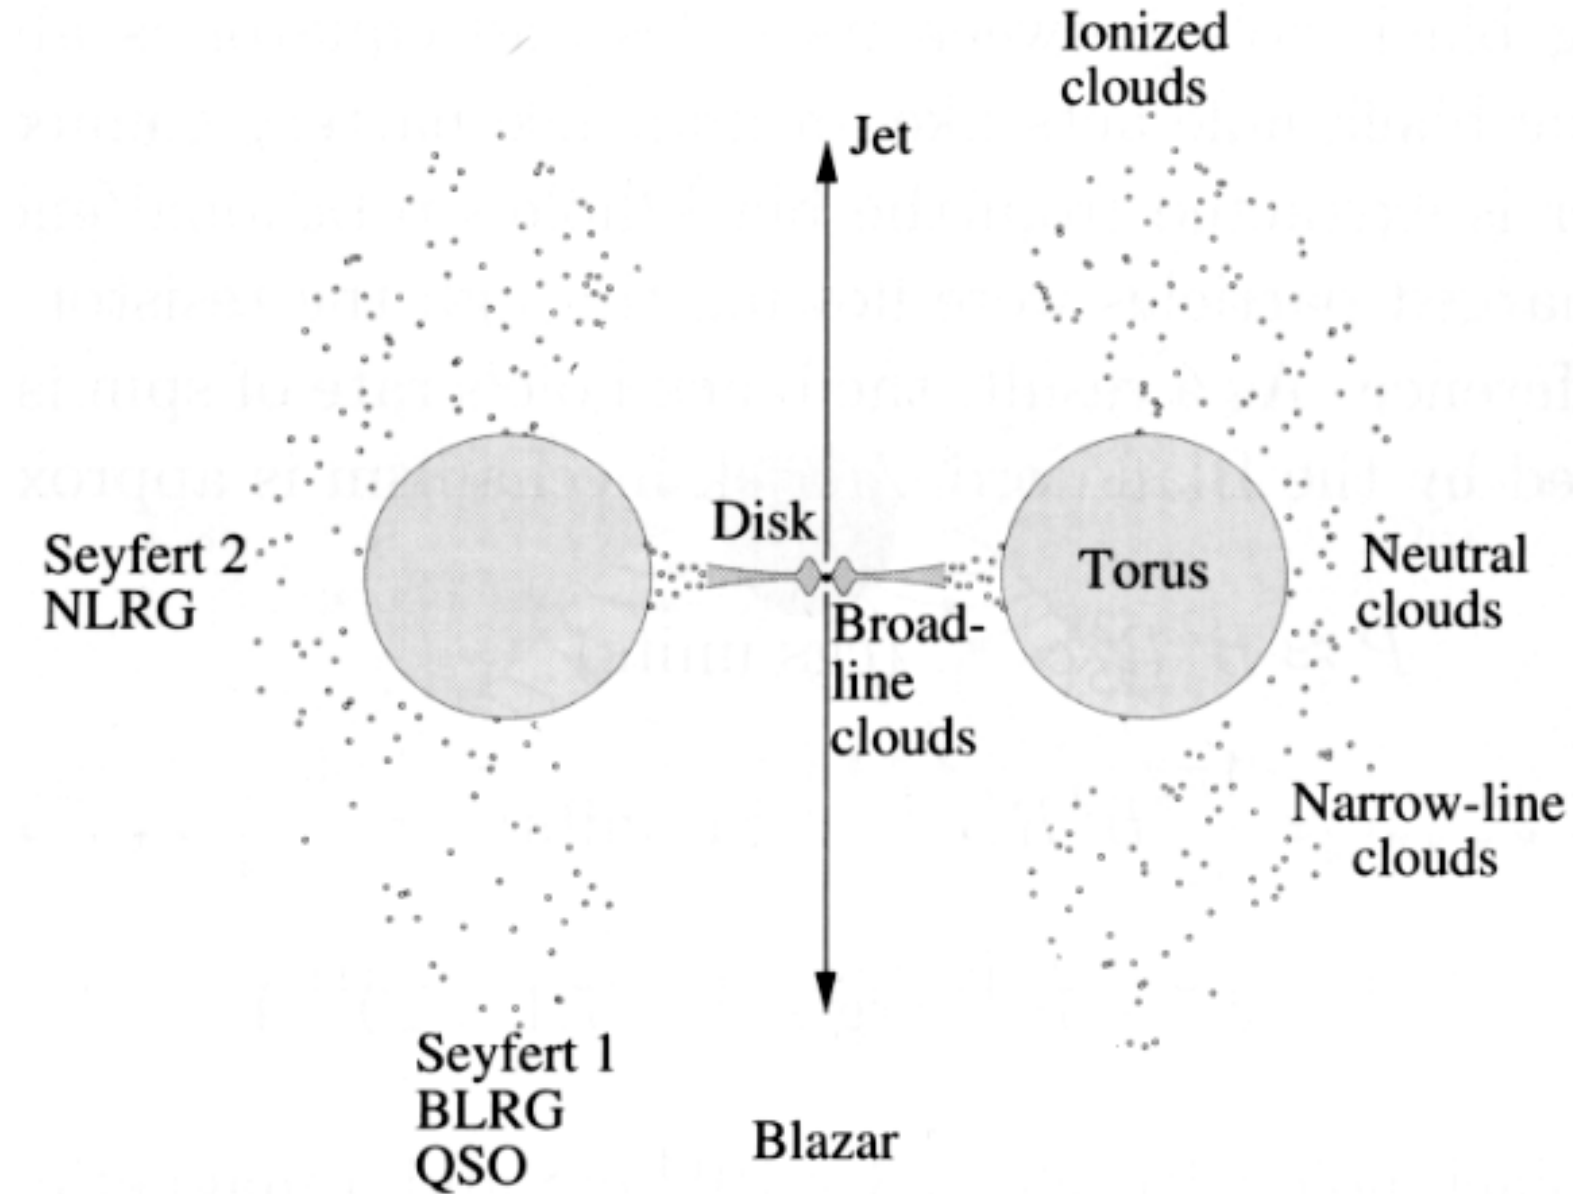 Ionized
clouds
Jet
Disk
Seyfert 2
NLRG
Torus
Neutral
clouds
Broad-
line
clouds
Narrow-line
clouds
Seyfert 1
BLRG
QSO
Blazar